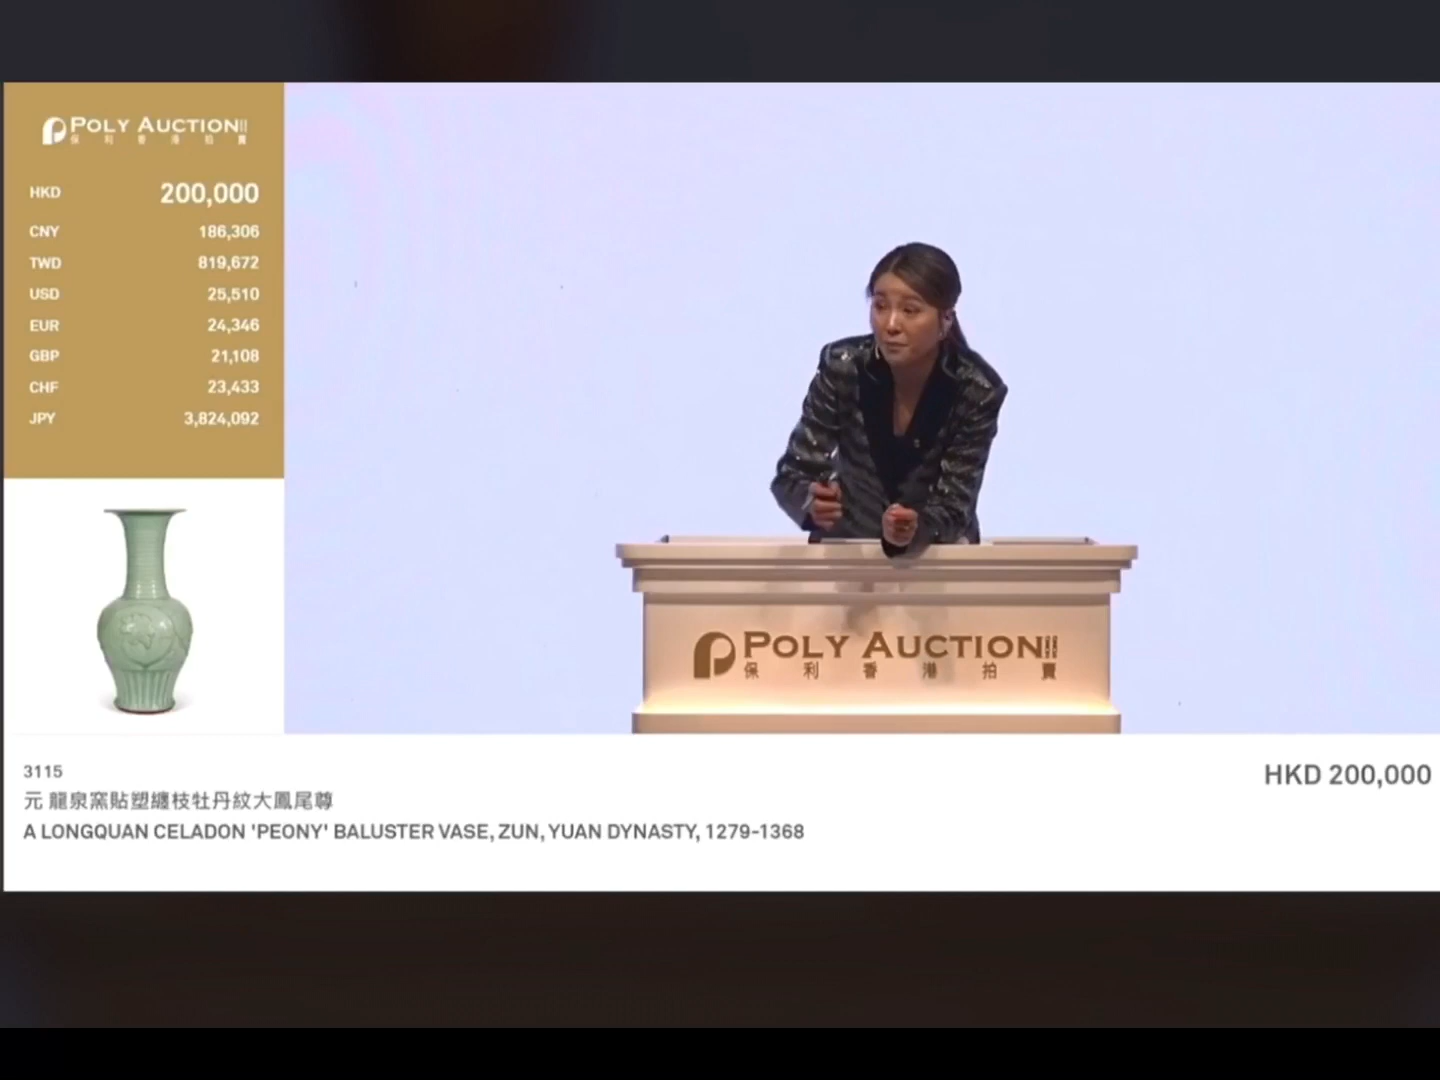 POLY AUCTION
保利香港拍賣
HKD 200,000
CNY 186,306
TWD 819,672
USD 25,510
EUR 24,346
GBP 21,108
CHF 23,433
JPY 3,824,092
POLY AUCTION
保利香港拍賣
3115
元 龍泉窯貼塑纏枝牡丹紋大鳳尾尊
A LONGQUAN CELADON 'PEONY' BALUSTER VASE, ZUN, YUAN DYNASTY, 1279-1368
HKD 200,000